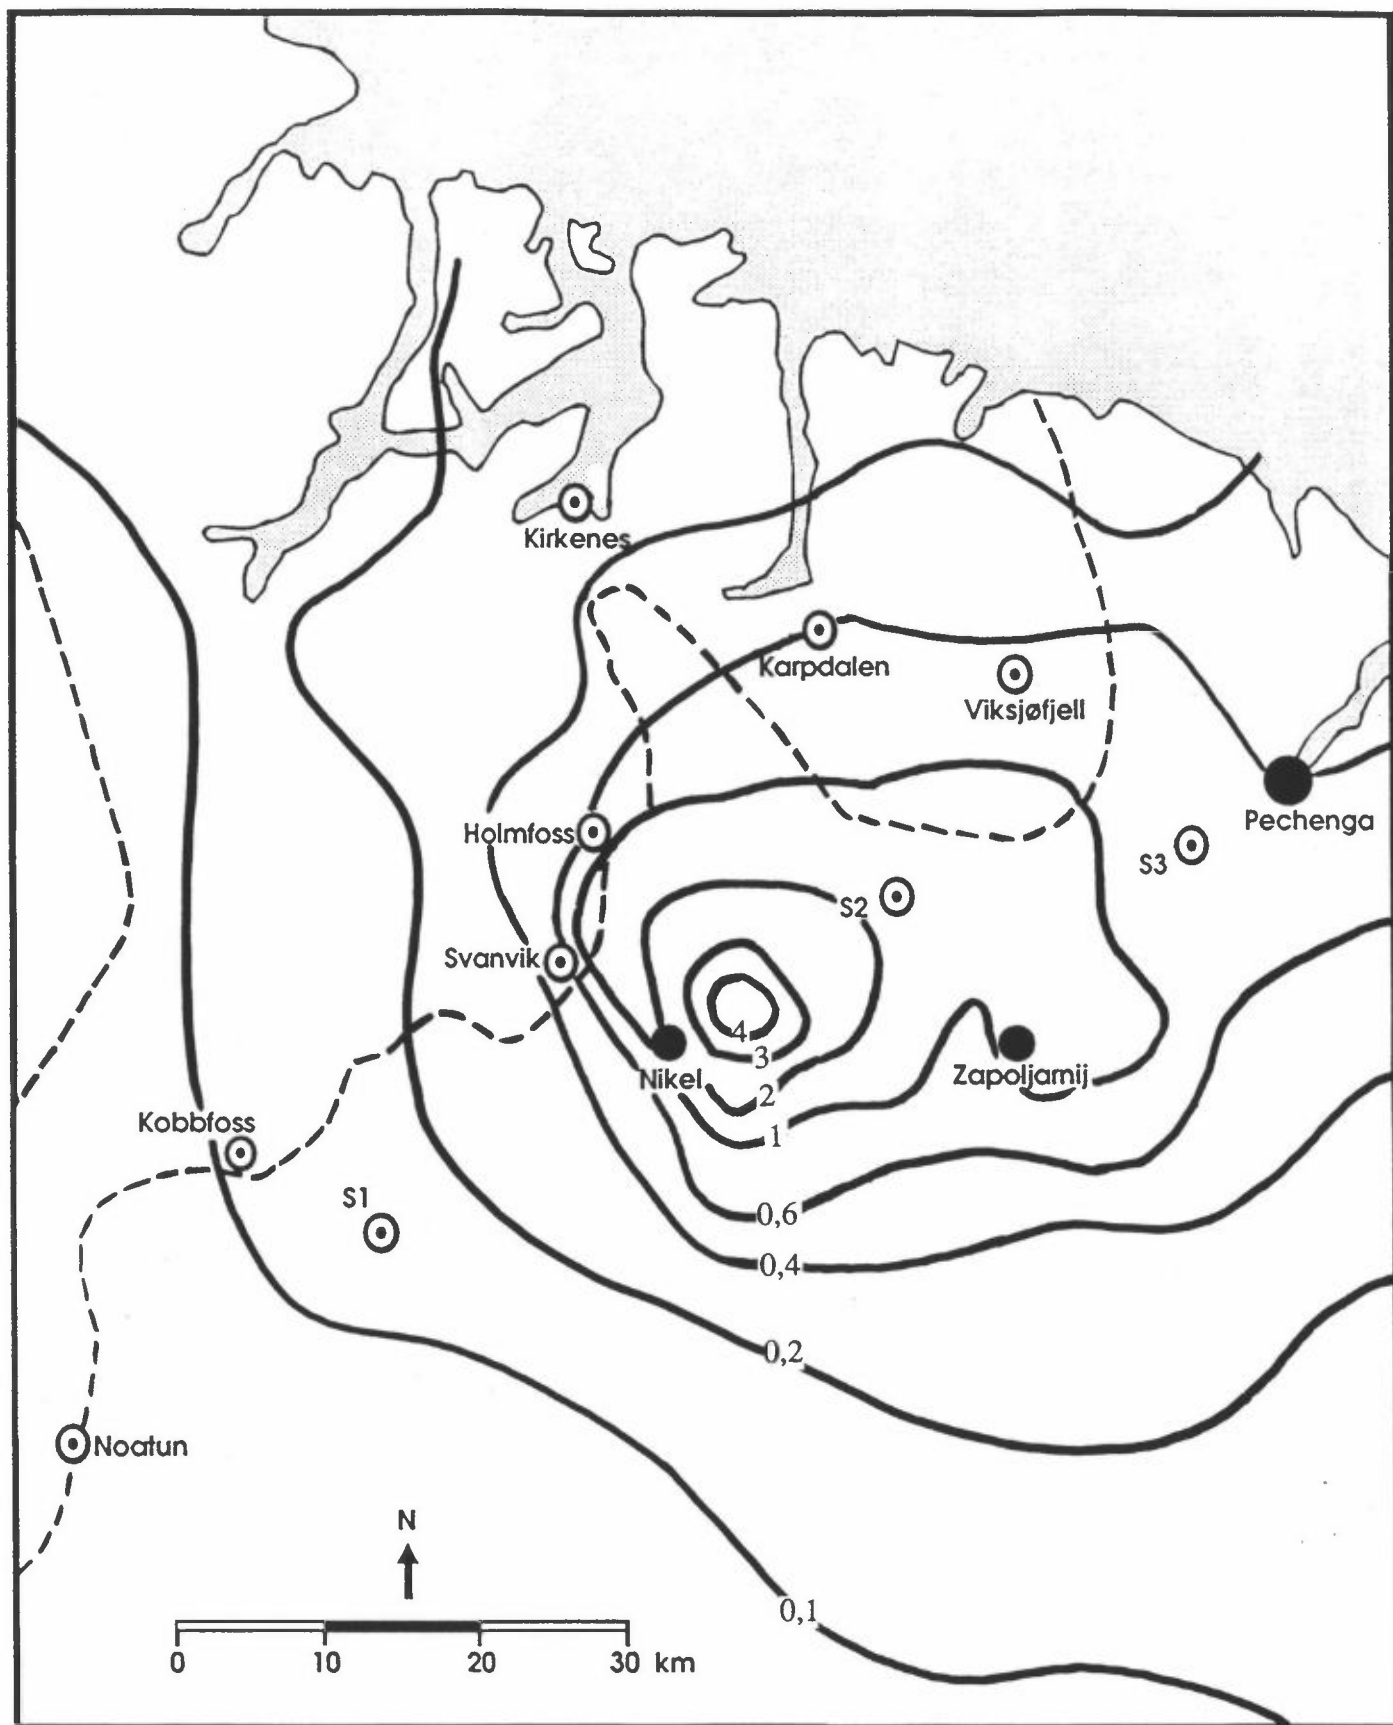 Kirkenes
Karpdalen
Viksjøfjell
Pechenga
Holmfoss
S3
S2
Svanvik
4
3
Nikel
Zapoljarnij
2
Kobbfoss
1
S1
0,6
0,4
0,2
Noatun
N
0,1
0 10 20 30 km